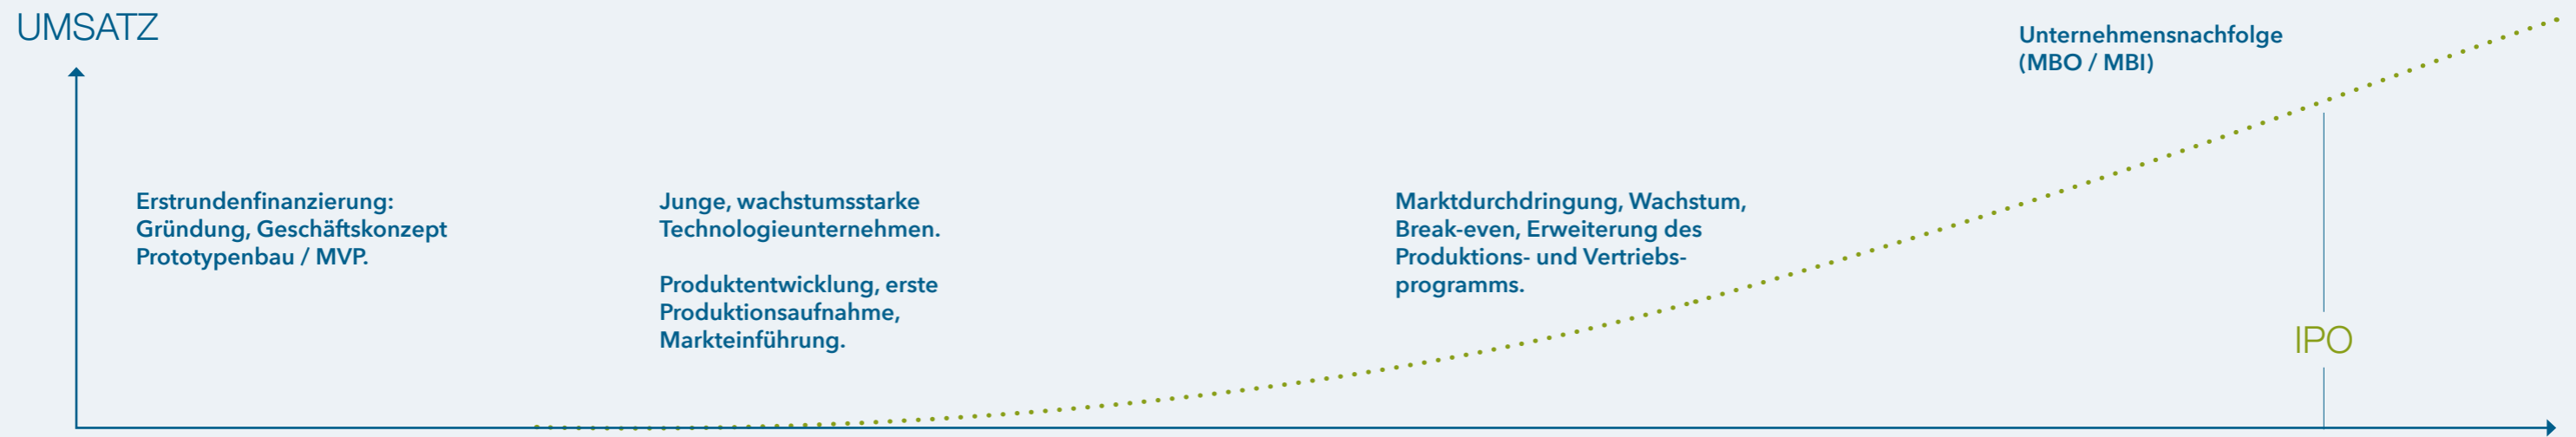 UMSATZ
Erstrundenfinanzierung:
Gründung, Geschäftskonzept
Prototypenbau / MVP.
Junge, wachstumsstarke
Technologieunternehmen.
Produktentwicklung, erste
Produktionsaufnahme,
Markteinführung.
Marktdurchdringung, Wachstum,
Break-even, Erweiterung des
Produktions- und Vertriebs-
programms.
Unternehmensnachfolge
(MBO / MBI)
IPO